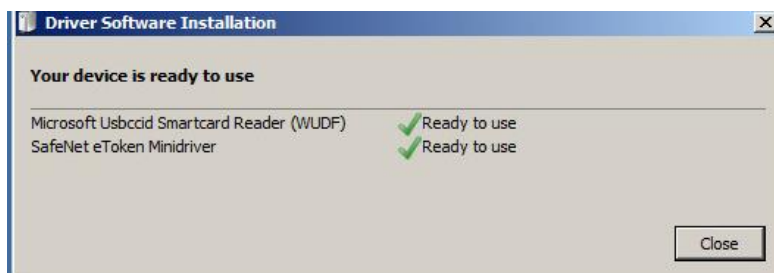 Driver Software Installation
Your device is ready to use
Microsoft Usbccid Smartcard Reader (WUDF) Ready to use
SafeNet eToken Minidriver Ready to use
Close